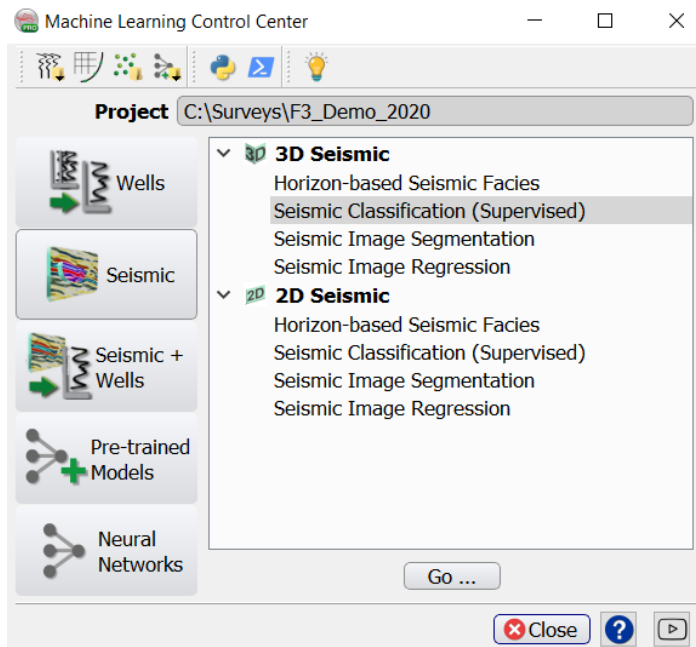 Machine Learning Control Center
Project C:\Surveys\F3_Demo_2020
Wells
Seismic
Seismic +
Wells
Pre-trained
Models
Neural
Networks
3D 3D Seismic
Horizon-based Seismic Facies
Seismic Classification (Supervised)
Seismic Image Segmentation
Seismic Image Regression
2D 2D Seismic
Horizon-based Seismic Facies
Seismic Classification (Supervised)
Seismic Image Segmentation
Seismic Image Regression
Go ...
Close
?